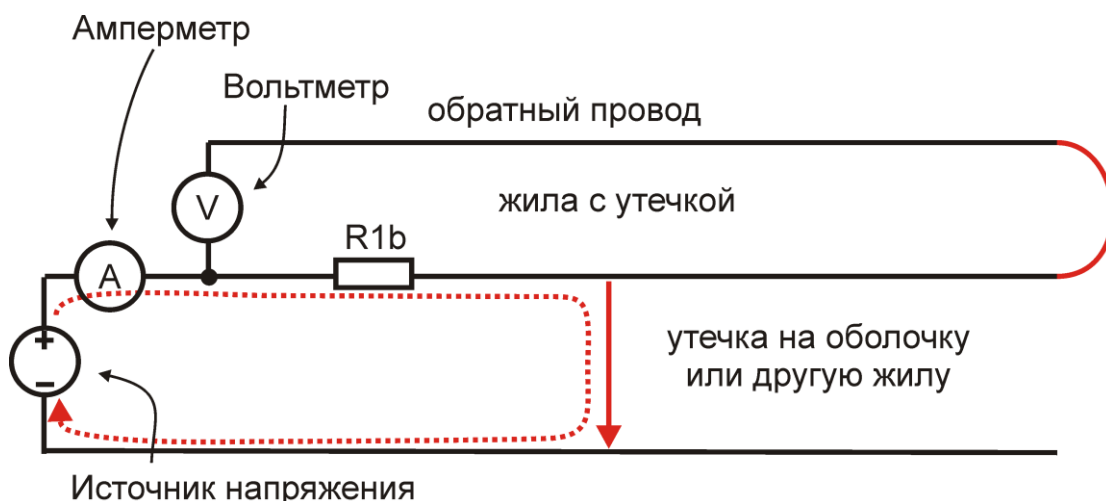 Амперметр
Вольтметр
обратный провод
V
жила с утечкой
R1b
A
+
−
утечка на оболочку
или другую жилу
Источник напряжения